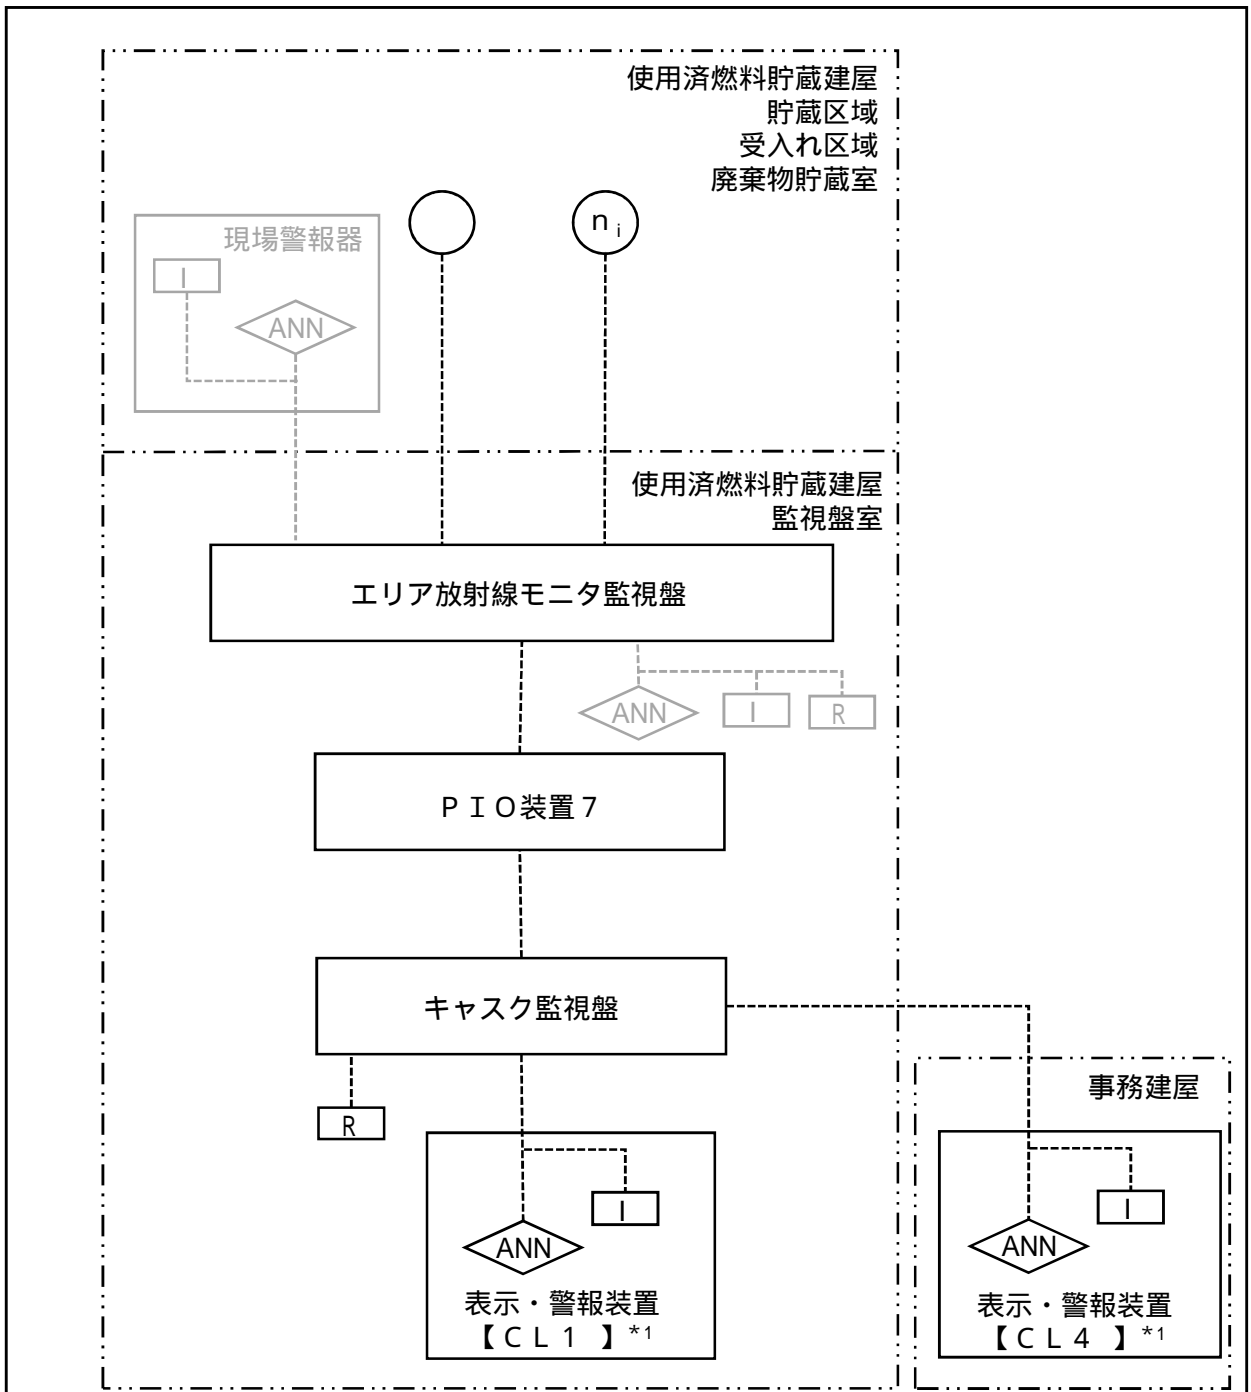 使用済燃料貯蔵建屋
貯蔵区域
受入れ区域
廃棄物貯蔵室
現場警報器
I
ANN
n i
使用済燃料貯蔵建屋
監視盤室
エリア放射線モニタ監視盤
ANN
I
R
PIO装置7
キャスク監視盤
R
I
ANN
表示・警報装置
【CL1】*1
事務建屋
I
ANN
表示・警報装置
【CL4】*1